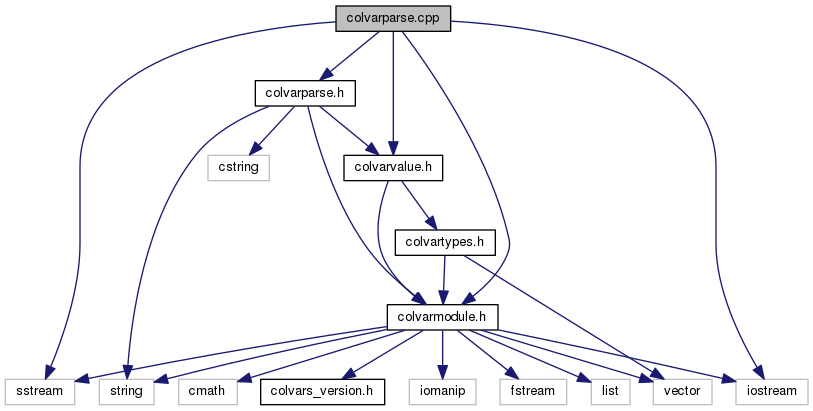 colvarparse.cpp
colvarparse.h
cstring
colvarvalue.h
colvartypes.h
colvarmodule.h
sstream
string
cmath
colvars_version.h
iomanip
fstream
list
vector
iostream